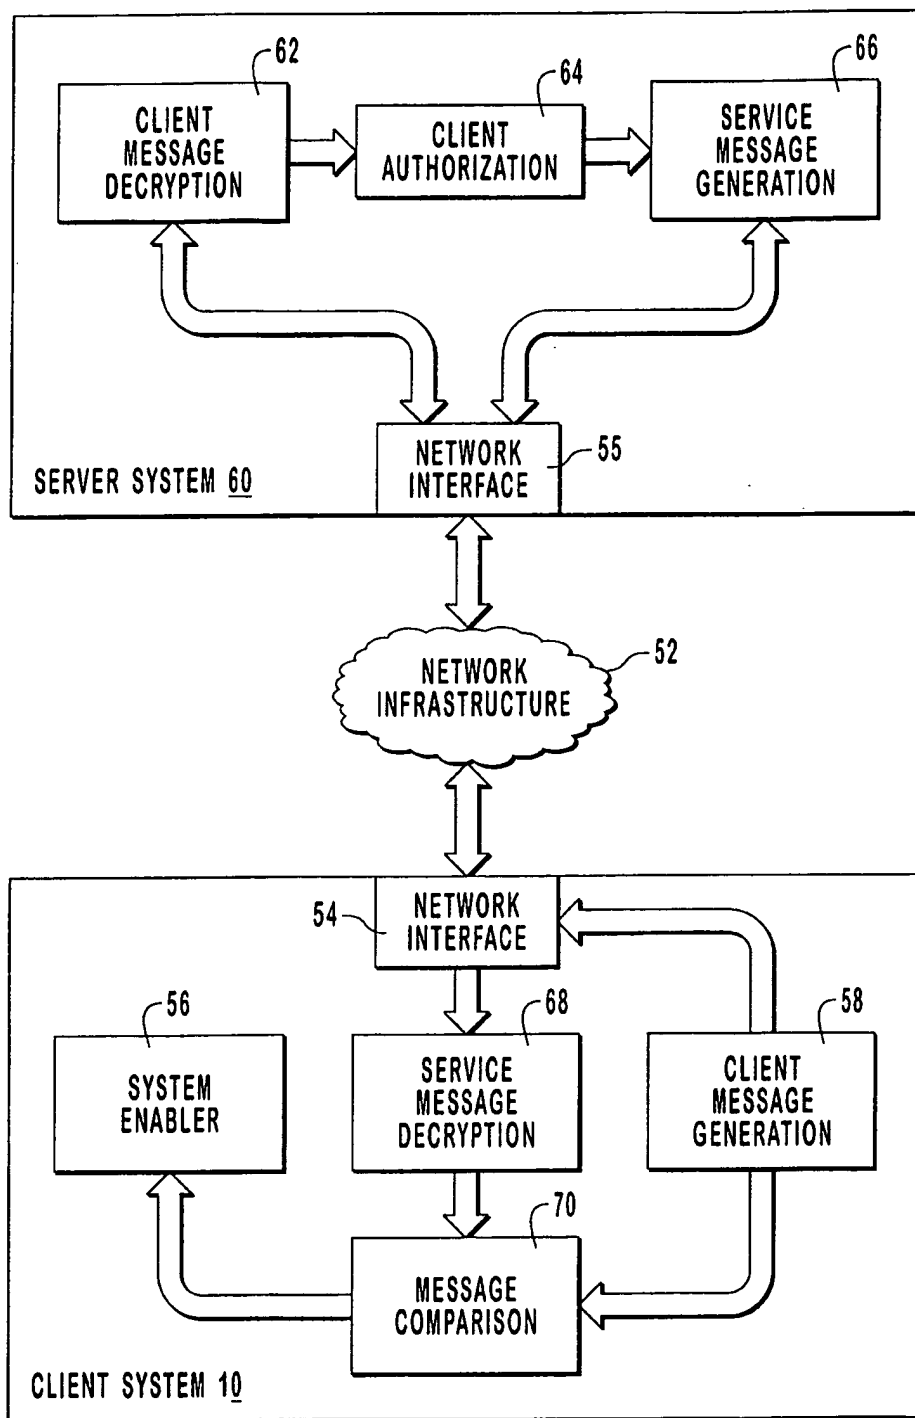 62
64
66
CLIENT
MESSAGE
DECRYPTION
CLIENT
AUTHORIZATION
SERVICE
MESSAGE
GENERATION
NETWORK
INTERFACE
55
SERVER SYSTEM 60
NETWORK
INFRASTRUCTURE
52
54
NETWORK
INTERFACE
56
68
58
SYSTEM
ENABLER
SERVICE
MESSAGE
DECRYPTION
CLIENT
MESSAGE
GENERATION
70
MESSAGE
COMPARISON
CLIENT SYSTEM 10